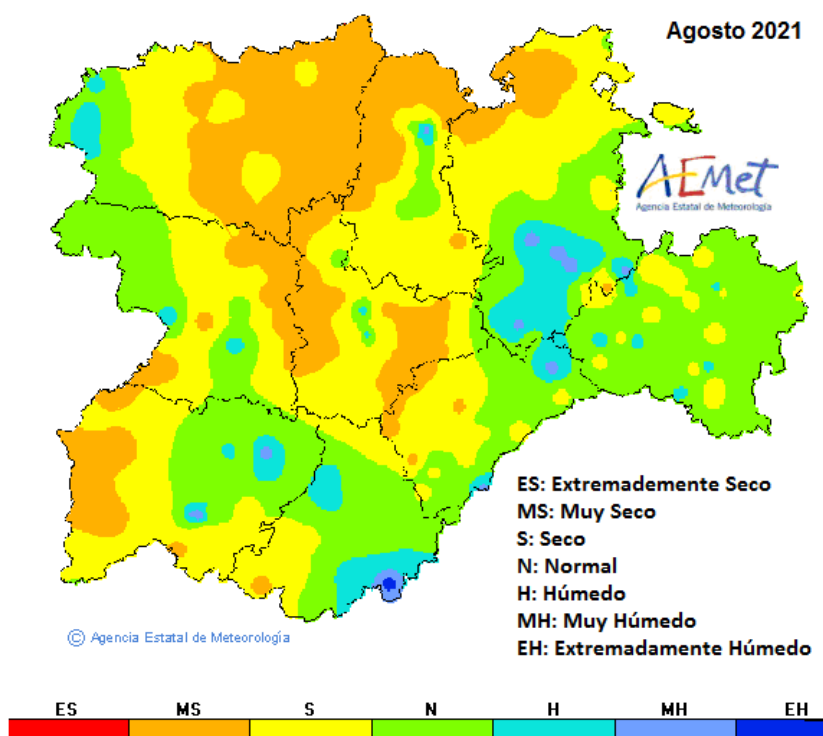 Agosto 2021
AEMet
Agencia Estatal de Meteorología
ES: Extremademente Seco
MS: Muy Seco
S: Seco
N: Normal
H: Húmedo
MH: Muy Húmedo
EH: Extremadamente Húmedo
© Agencia Estatal de Meteorología
ES MS S N H MH EH